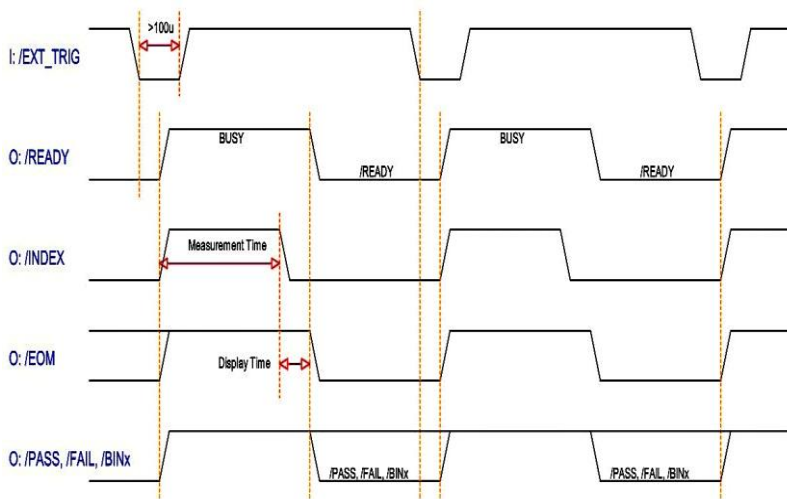 >100u
I: /EXT_TRIG
BUSY
BUSY
O: /READY
/READY
/READY
Measurement Time
O: /INDEX
O: /EOM
Display Time
O: /PASS, /FAIL, /BINx
/PASS, /FAIL, /BINx
/PASS, /FAIL, /BINx